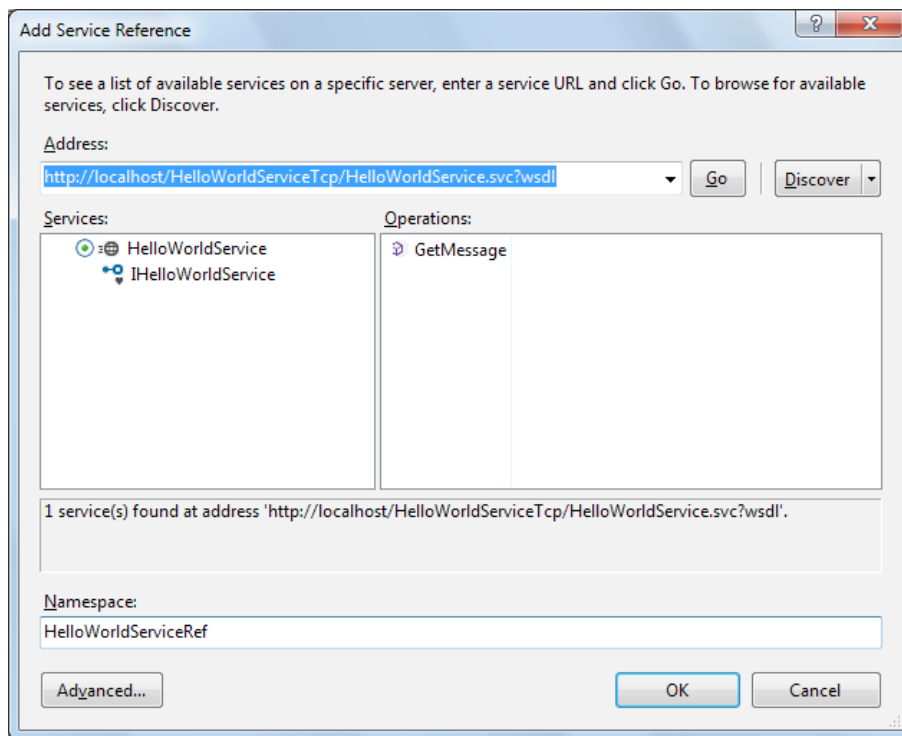 Add Service Reference
To see a list of available services on a specific server, enter a service URL and click Go. To browse for available
services, click Discover.
Address:
http://localhost/HelloWorldServiceTcp/HelloWorldService.svc?wsdl
Go
Discover
Services:
Operations:
HelloWorldService
IHelloWorldService
GetMessage
1 service(s) found at address 'http://localhost/HelloWorldServiceTcp/HelloWorldService.svc?wsdl'.
Namespace:
HelloWorldServiceRef
Advanced...
OK
Cancel